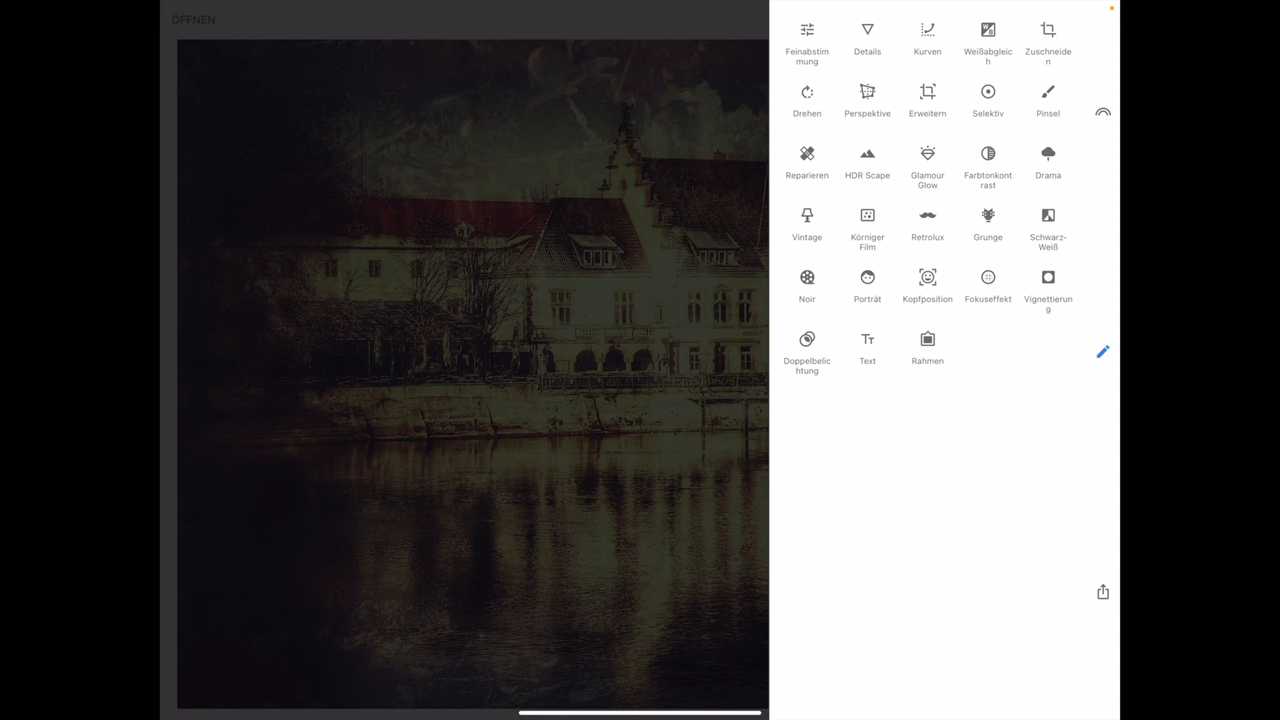 ÖFFNEN
Feinabstim
mung
Details
Kurven
Weißabgleic
h
Zuschneide
n
Drehen
Perspektive
Erweitern
Selektiv
Pinsel
Reparieren
HDR Scape
Glamour
Glow
Farbtonkont
rast
Drama
Vintage
Körniger
Film
Retrolux
Grunge
Schwarz-
Weiß
Noir
Porträt
Kopfposition
Fokuseffekt
Vignettierun
g
Doppelbelic
htung
Text
Rahmen